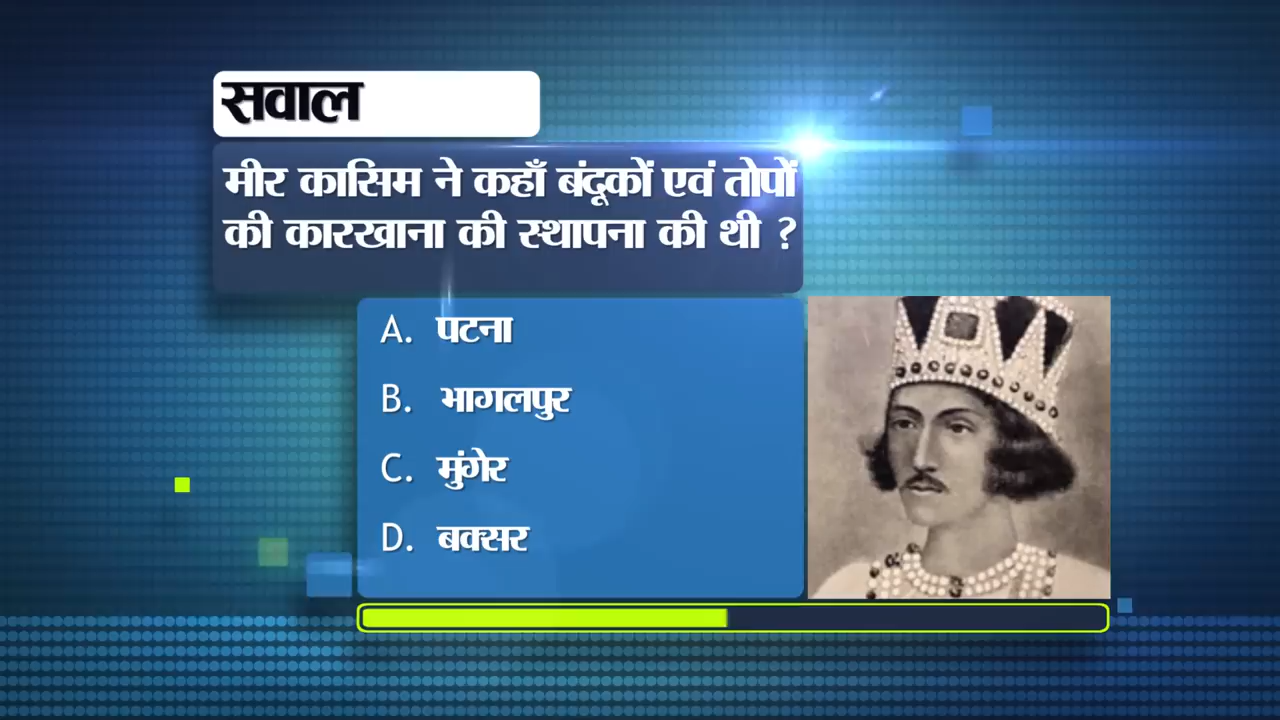 सवाल
मीर कासिम ने कहाँ बंदूकों एवं तोपों
की कारखाना की स्थापना की थी ?
A. पटना
B. भागलपुर
C. मुंगेर
D. बक्सर